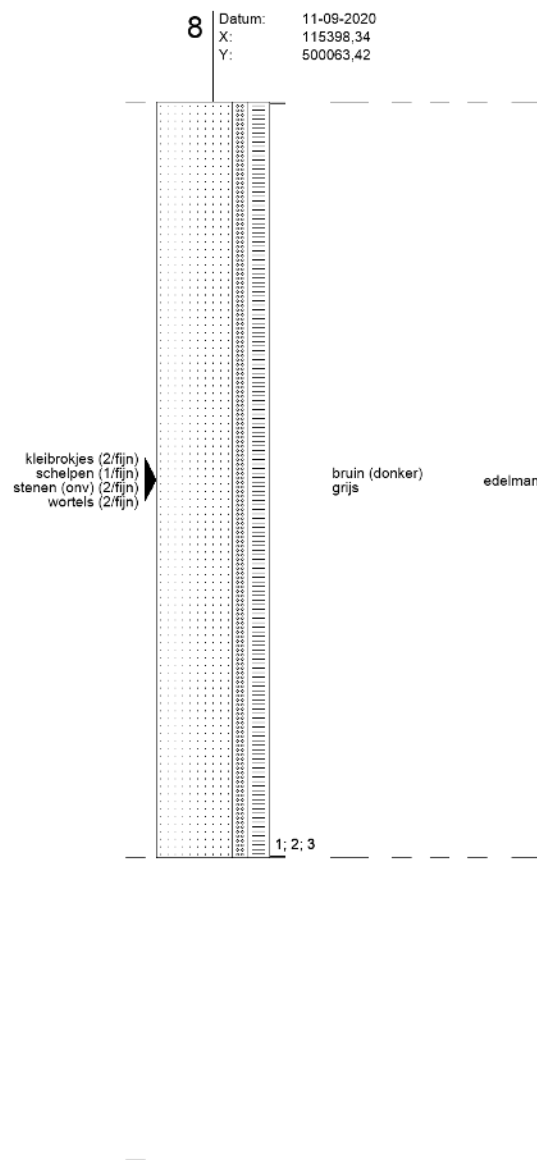 8
Datum: 11-09-2020
X: 115398,34
Y: 500063,42
kleibrokjes (2/fijn)
schelpen (1/fijn)
stenen (onv) (2/fijn)
wortels (2/fijn)
bruin (donker)
grijs
edelman
1; 2; 3